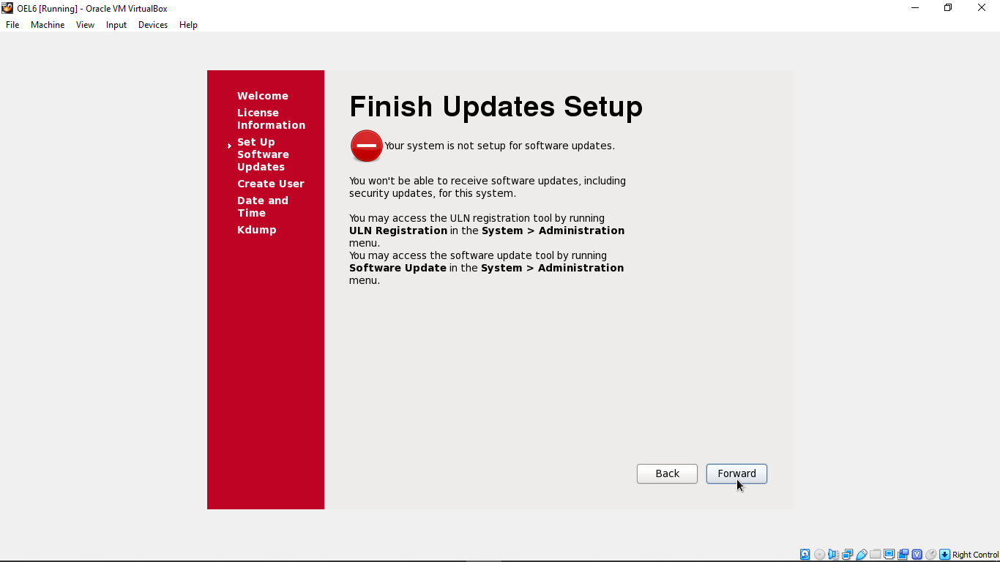 OEL6 [Running] - Oracle VM VirtualBox
File Machine View Input Devices Help
Welcome
License
Information
Set Up
Software
Updates
Create User
Date and
Time
Kdump
Finish Updates Setup
Your system is not setup for software updates.
You won't be able to receive software updates, including
security updates, for this system.
You may access the ULN registration tool by running
ULN Registration in the System > Administration
menu.
You may access the software update tool by running
Software Update in the System > Administration
menu.
Back Forward
Right Control